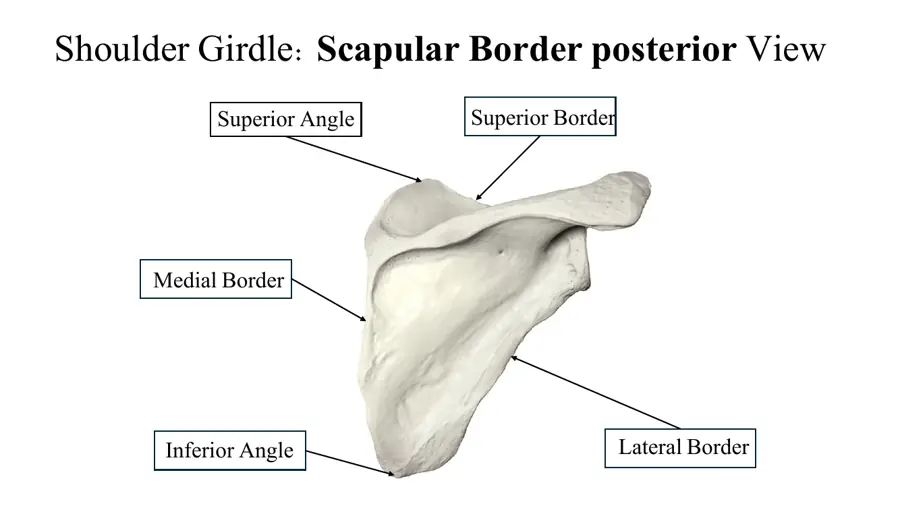 Shoulder Girdle: Scapular Border posterior View
Superior Angle
Superior Border
Medial Border
Inferior Angle
Lateral Border